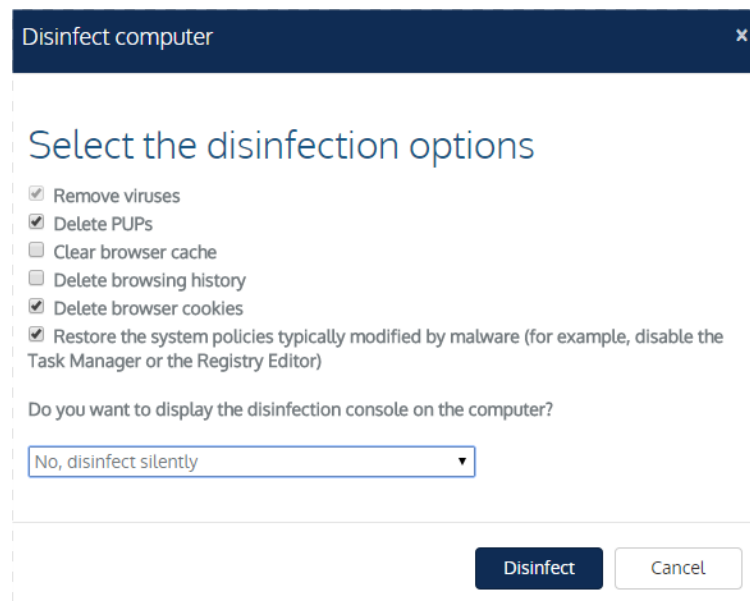 Disinfect computer
x
Select the disinfection options
Remove viruses
Delete PUPs
Clear browser cache
Delete browsing history
Delete browser cookies
Restore the system policies typically modified by malware (for example, disable the
Task Manager or the Registry Editor)
Do you want to display the disinfection console on the computer?
No, disinfect silently
Disinfect Cancel